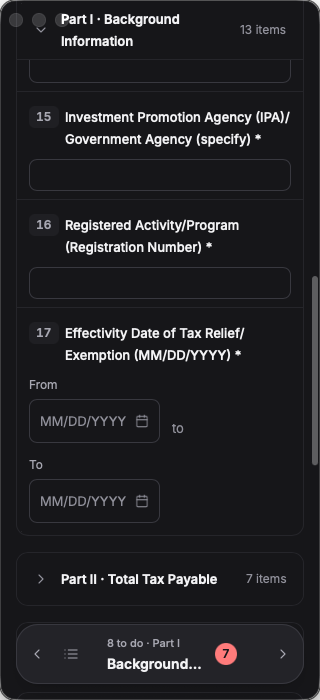 Part I · Background
Information
13 items
15
Investment Promotion Agency (IPA)/
Government Agency (specify) *
16
Registered Activity/Program
(Registration Number) *
17
Effectivity Date of Tax Relief/
Exemption (MM/DD/YYYY) *
From
MM/DD/YYYY
to
To
MM/DD/YYYY
Part II · Total Tax Payable
7 items
8 to do · Part I
Background...
7